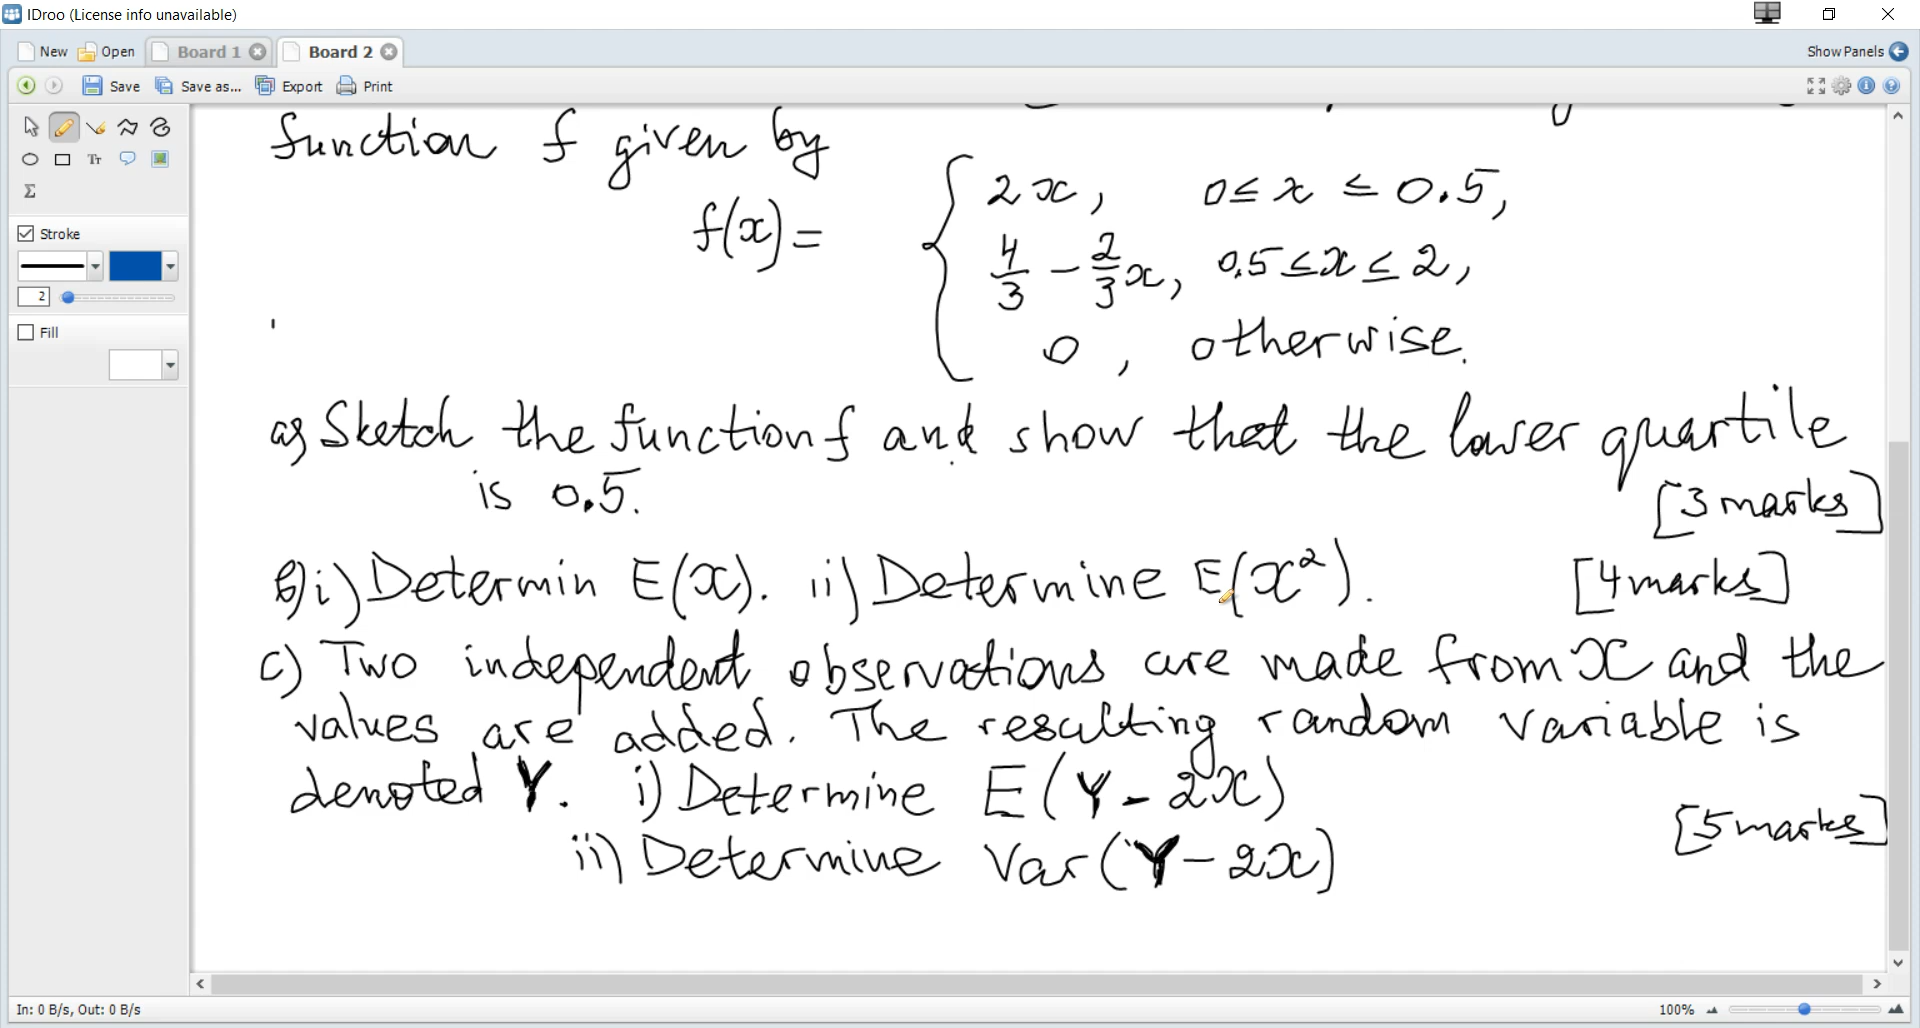 IDroo (License info unavailable)
New Open Board 1 Board 2 Show Panels
Save Save as... Export Print
function f given by
f(x) = { 2x, 0 ≤ x ≤ 0.5,
4/3 - 2/3 x, 0.5 ≤ x ≤ 2,
0, otherwise.
a) Sketch the function f and show that the lower quartile
is 0.5.
[3 marks]
b) i) Determin E(x). ii) Determine E(x²). [4 marks]
c) Two independent observations are made from x and the
values are added. The resulting random variable is
denoted Y. i) Determine E(Y - 2x)
[5 marks]
ii) Determine Var(Y - 2x)
Tr
Σ
Stroke
2
Fill
In: 0 B/s, Out: 0 B/s 100%